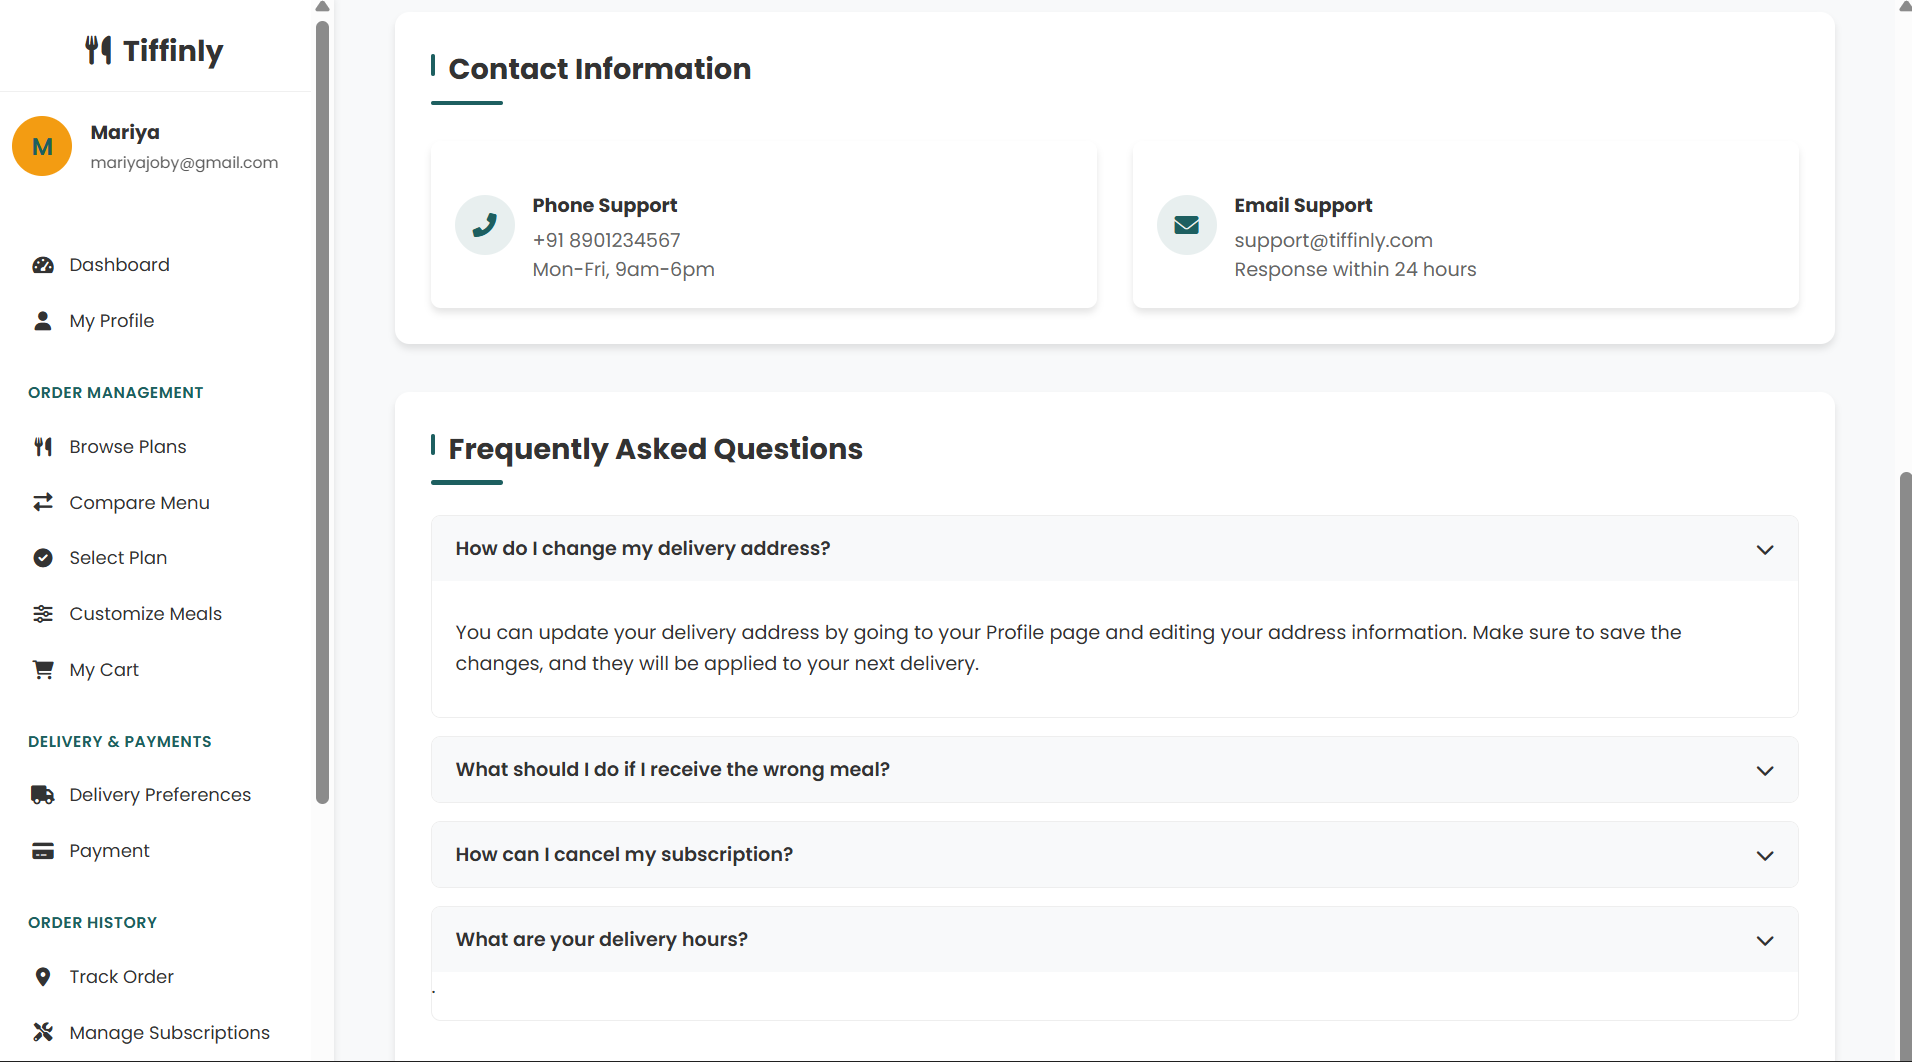 Tiffinly
M
Mariya
mariyajoby@gmail.com
Dashboard
My Profile
ORDER MANAGEMENT
Browse Plans
Compare Menu
Select Plan
Customize Meals
My Cart
DELIVERY & PAYMENTS
Delivery Preferences
Payment
ORDER HISTORY
Track Order
Manage Subscriptions
Contact Information
Phone Support
+91 8901234567
Mon-Fri, 9am-6pm
Email Support
support@tiffinly.com
Response within 24 hours
Frequently Asked Questions
How do I change my delivery address?
You can update your delivery address by going to your Profile page and editing your address information. Make sure to save the
changes, and they will be applied to your next delivery.
What should I do if I receive the wrong meal?
How can I cancel my subscription?
What are your delivery hours?
.